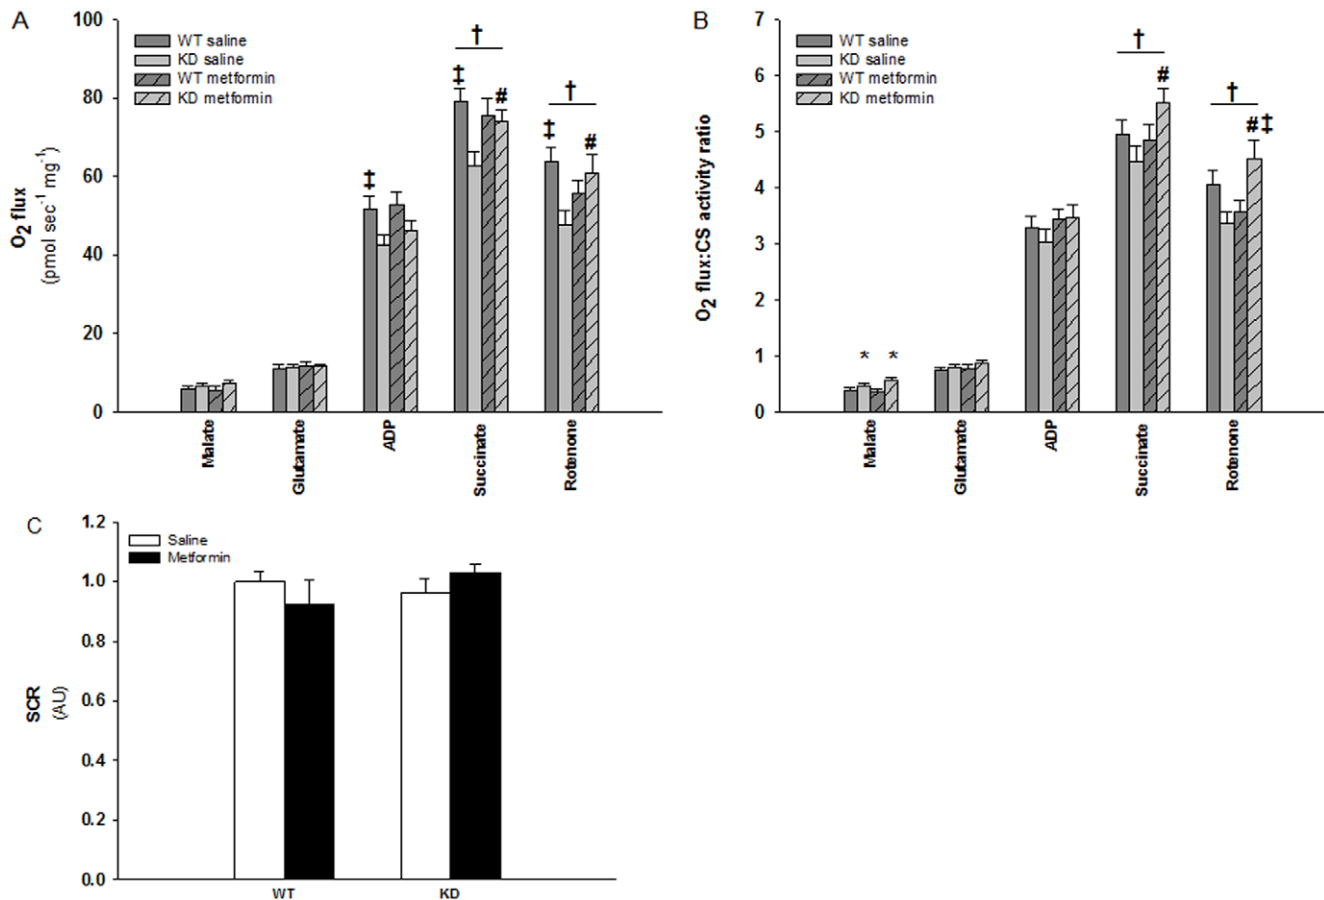 A
WT saline
KD saline
WT metformin
KD metformin
O2 flux
(pmol sec-1 mg-1)
100
80
60
40
20
0
†
‡
#
†
‡
#
‡
Malate
Glutamate
ADP
Succinate
Rotenone
B
WT saline
KD saline
WT metformin
KD metformin
O2 flux:CS activity ratio
7
6
5
4
3
2
1
0
†
#
†
#‡
* *
Malate
Glutamate
ADP
Succinate
Rotenone
C
Saline
Metformin
SCR
(AU)
1.2
1.0
0.8
0.6
0.4
0.2
0.0
WT KD